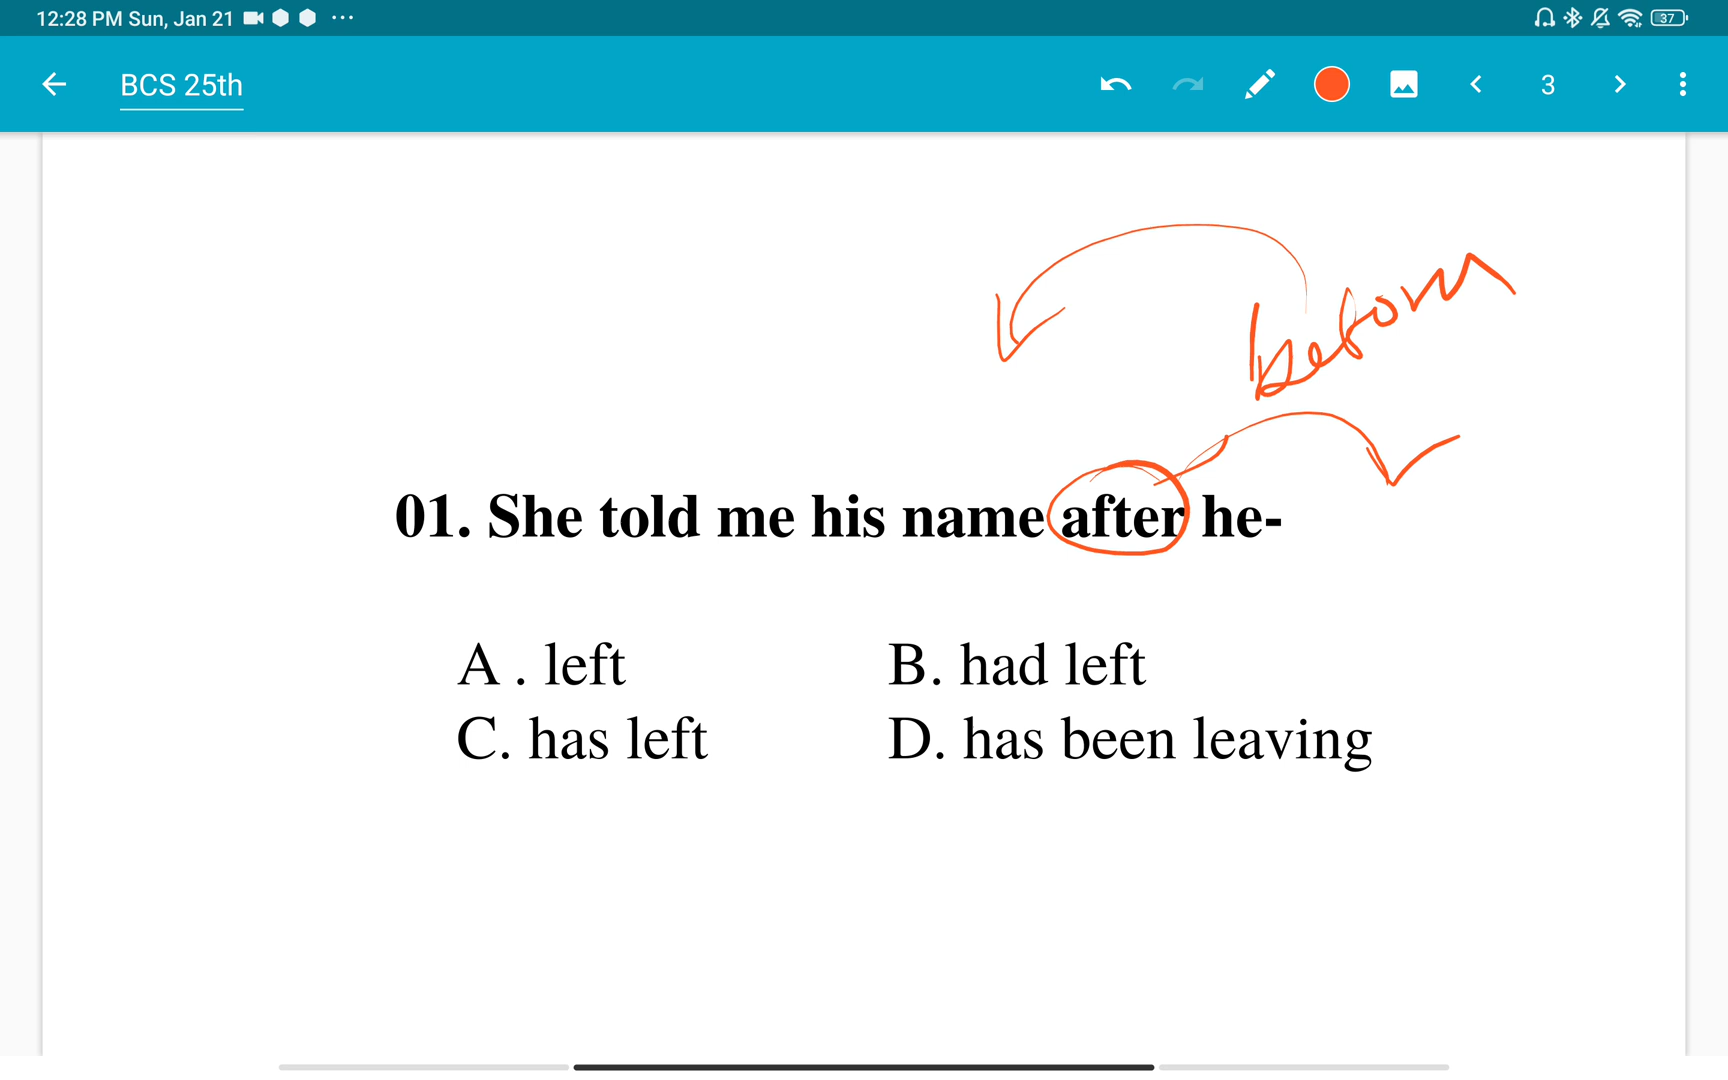 12:28 PM Sun, Jan 21
37
BCS 25th
3
01. She told me his name after he-
A . left B. had left
C. has left D. has been leaving